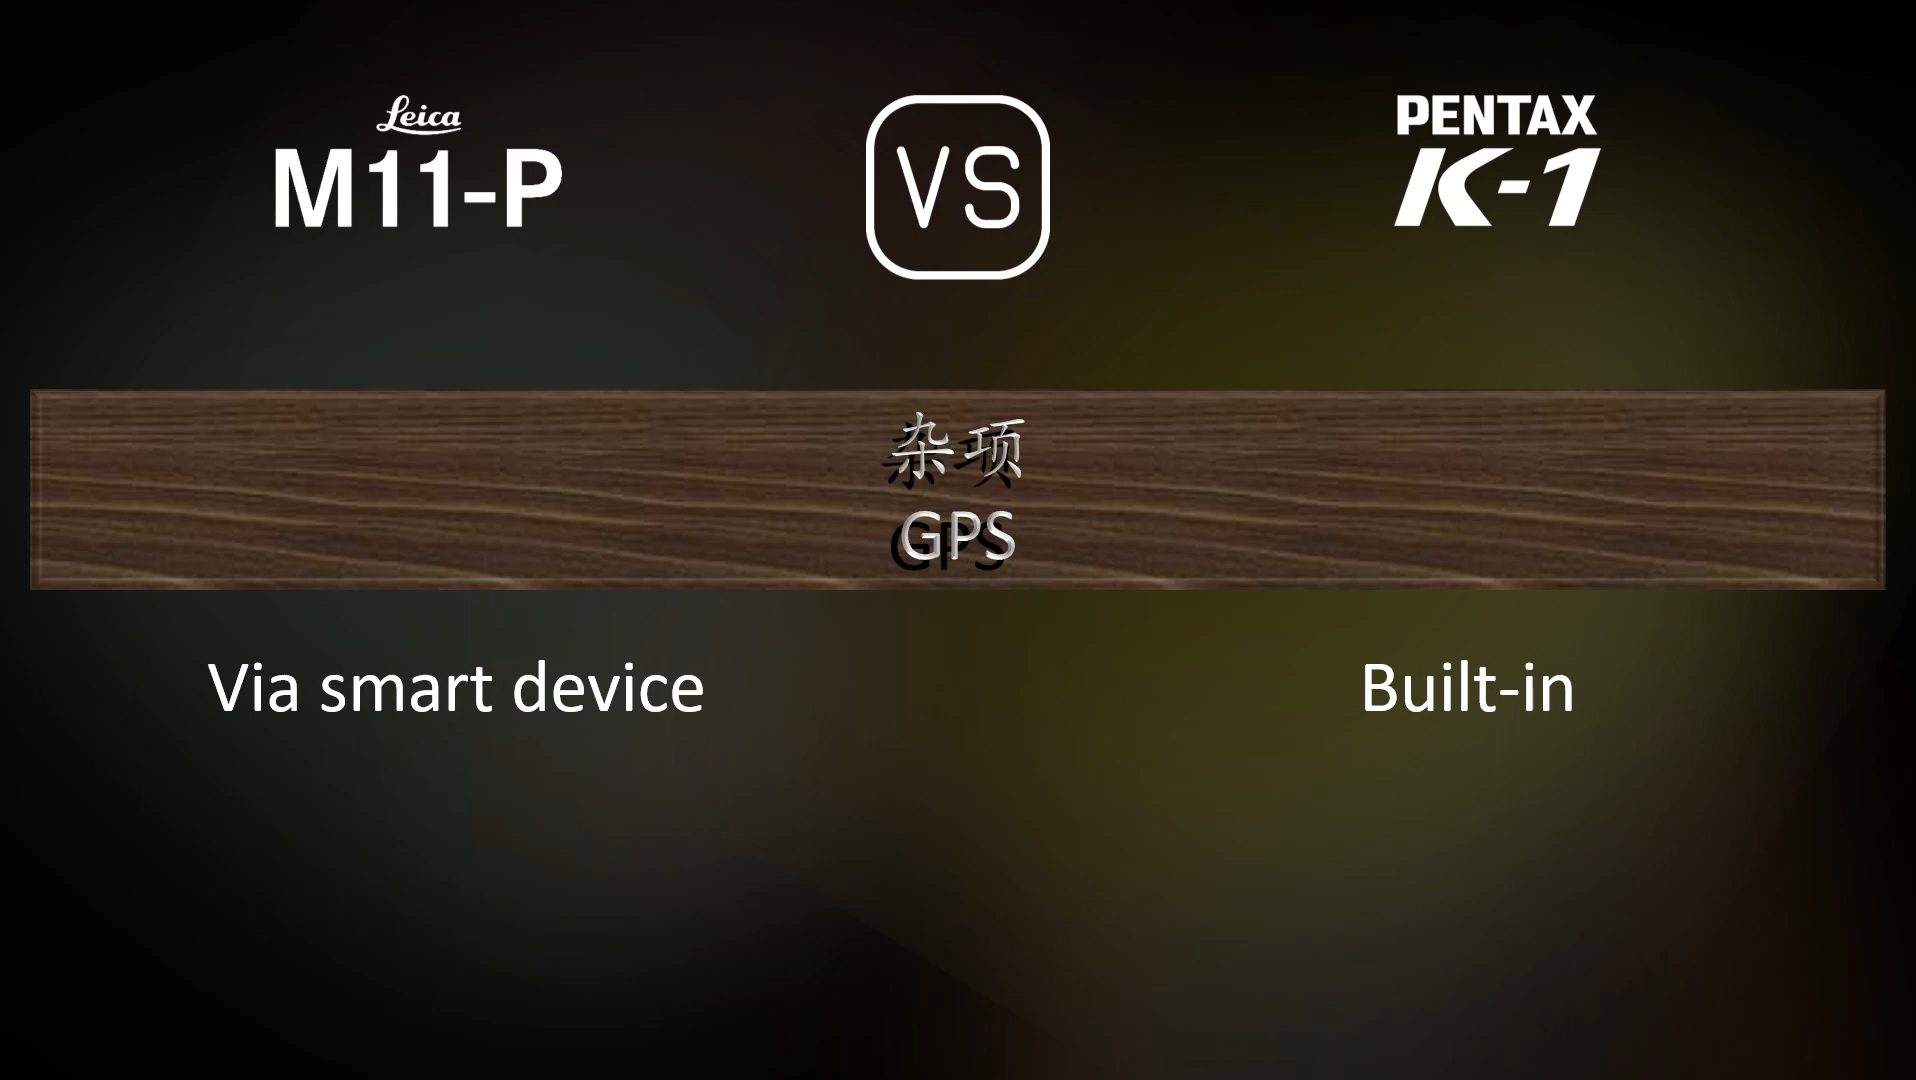 Leica
M11-P
VS
PENTAX
K-1
杂项
GPS
Via smart device
Built-in